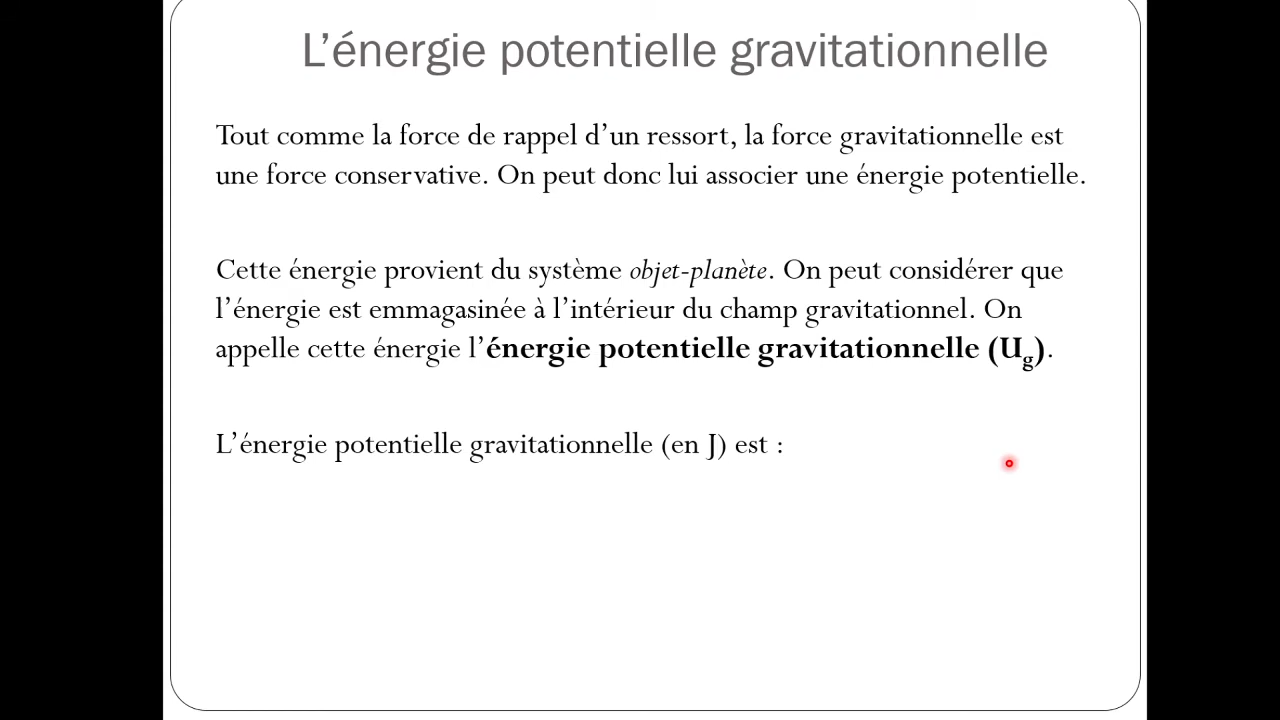 L’énergie potentielle gravitationnelle
Tout comme la force de rappel d’un ressort, la force gravitationnelle est
une force conservative. On peut donc lui associer une énergie potentielle.
Cette énergie provient du système objet-planète. On peut considérer que
l’énergie est emmagasinée à l’intérieur du champ gravitationnel. On
appelle cette énergie l’énergie potentielle gravitationnelle (Ug).
L’énergie potentielle gravitationnelle (en J) est :